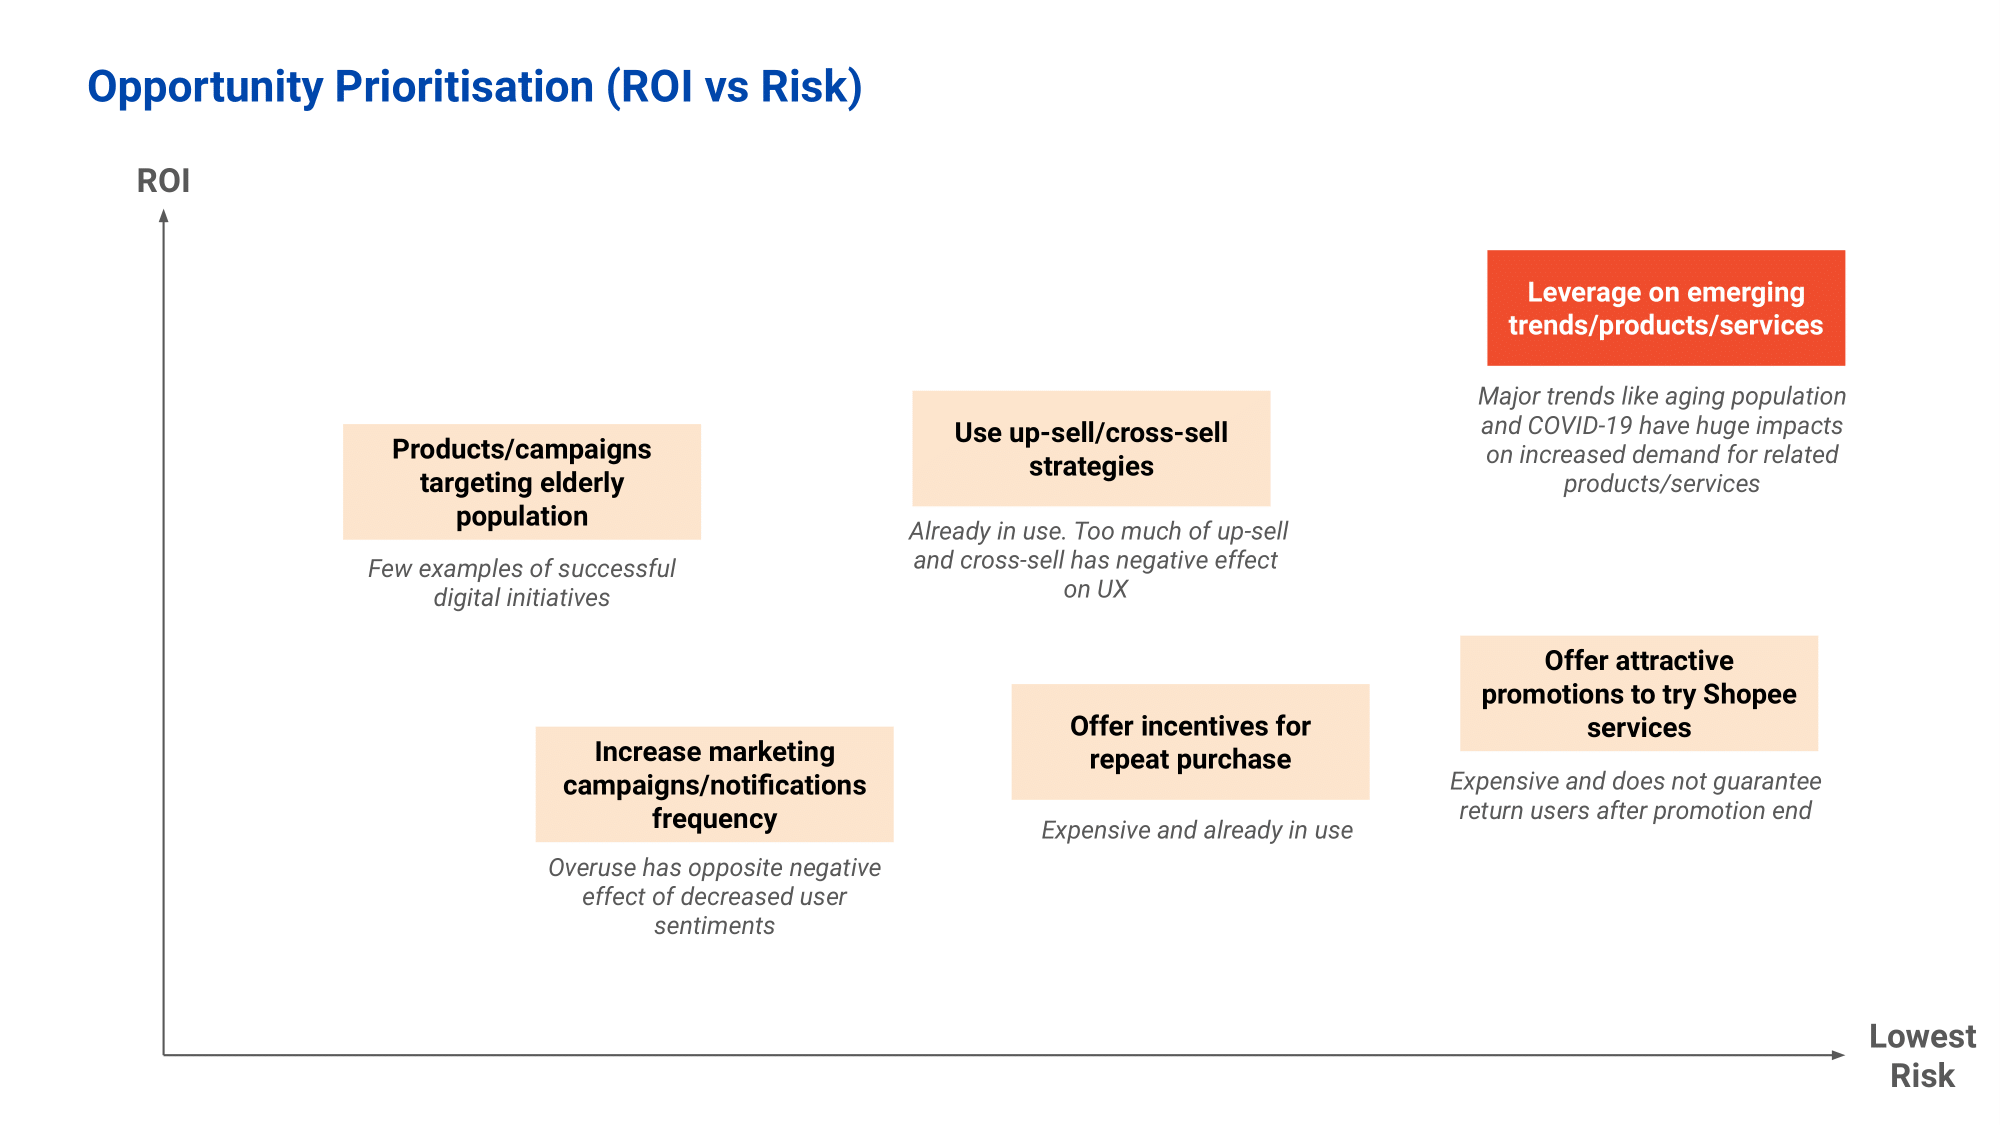 Opportunity Prioritisation (ROI vs Risk)
ROI
Leverage on emerging
trends/products/services
Major trends like aging population
and COVID-19 have huge impacts
on increased demand for related
products/services
Use up-sell/cross-sell
strategies
Already in use. Too much of up-sell
and cross-sell has negative effect
on UX
Products/campaigns
targeting elderly
population
Few examples of successful
digital initiatives
Offer attractive
promotions to try Shopee
services
Expensive and does not guarantee
return users after promotion end
Offer incentives for
repeat purchase
Expensive and already in use
Increase marketing
campaigns/notifications
frequency
Overuse has opposite negative
effect of decreased user
sentiments
Lowest
Risk